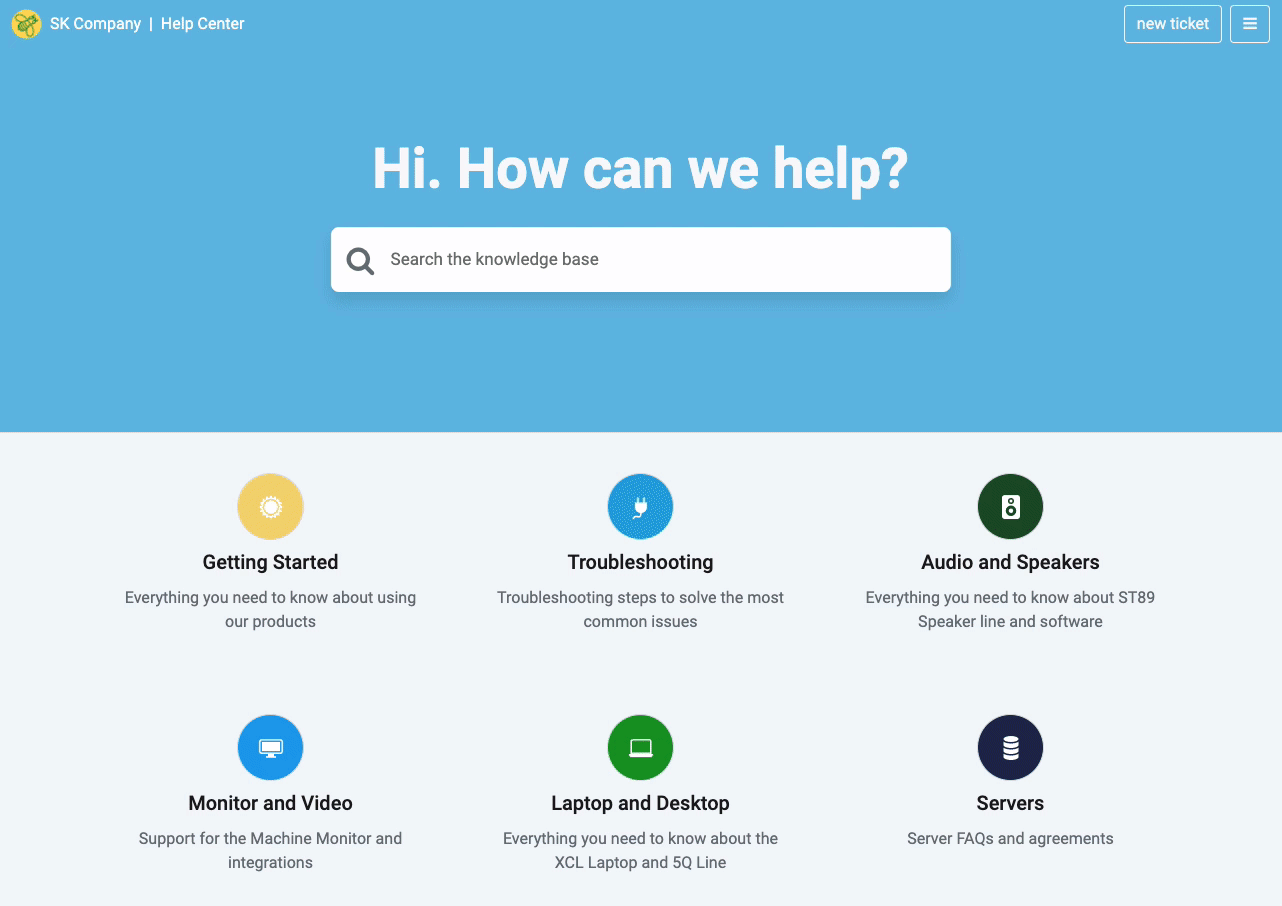 SK Company | Help Center
new ticket
Hi. How can we help?
Search the knowledge base
Getting Started
Everything you need to know about using
our products
Troubleshooting
Troubleshooting steps to solve the most
common issues
Audio and Speakers
Everything you need to know about ST89
Speaker line and software
Monitor and Video
Support for the Machine Monitor and
integrations
Laptop and Desktop
Everything you need to know about the
XCL Laptop and 5Q Line
Servers
Server FAQs and agreements